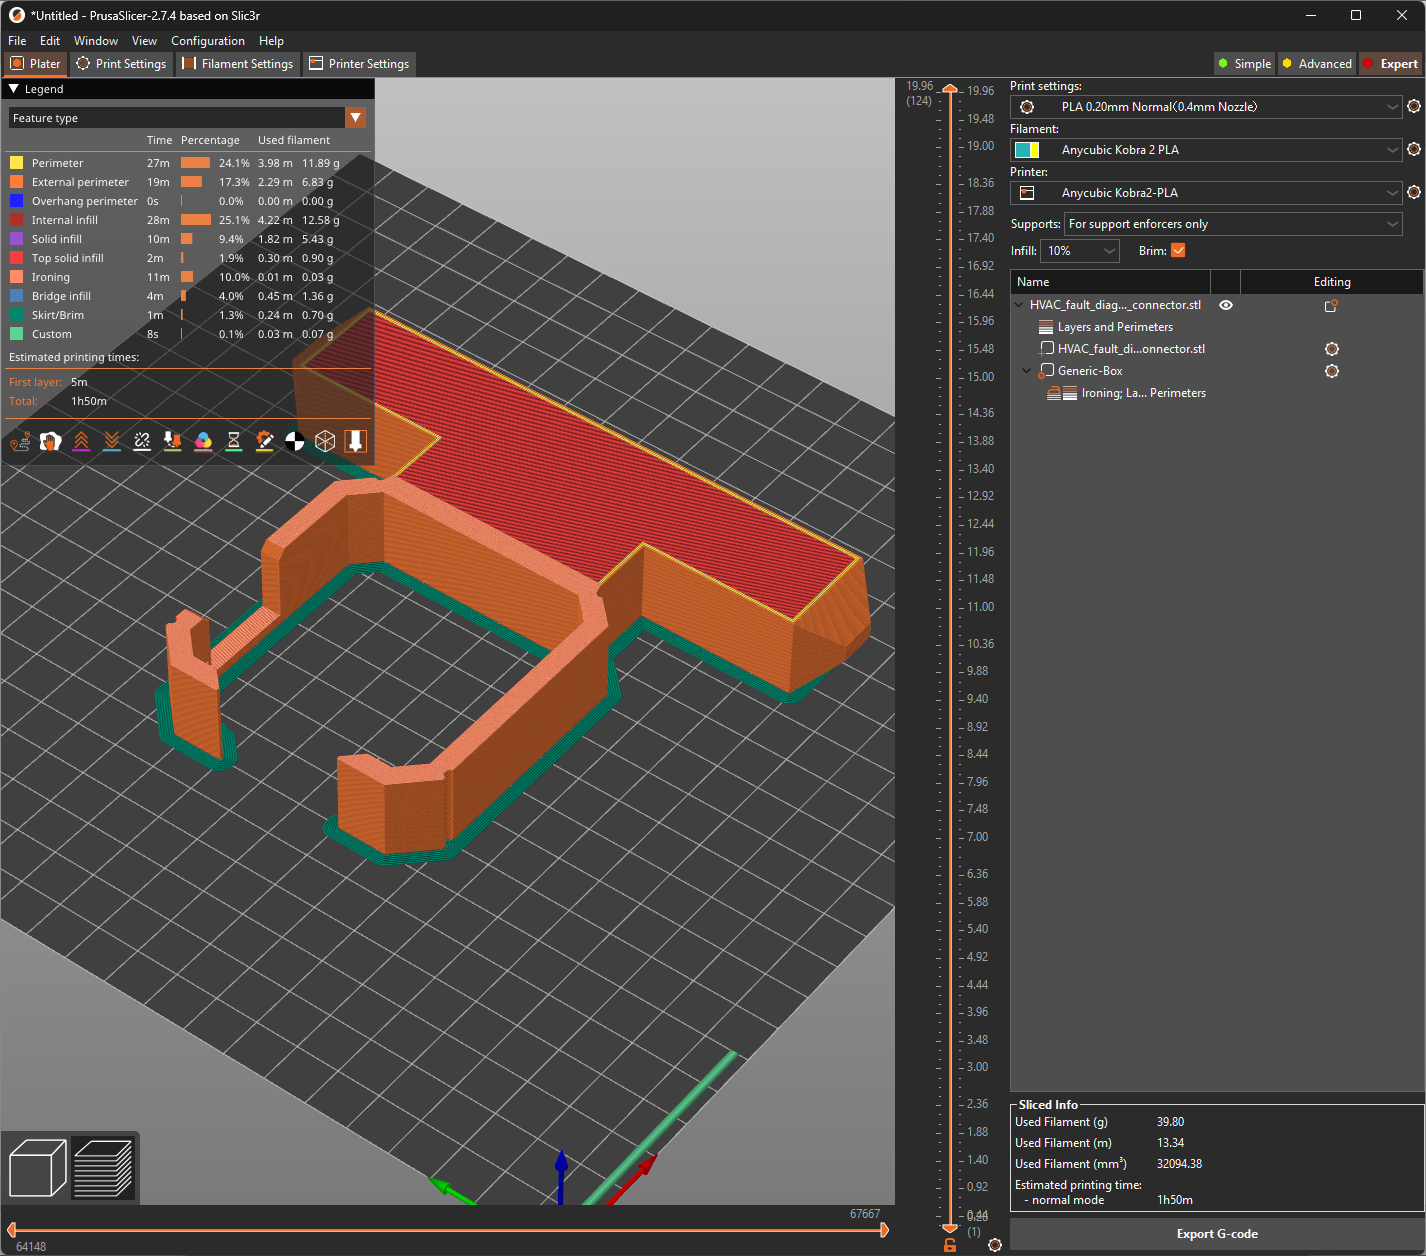 *Untitled - PrusaSlicer-2.7.4 based on Slic3r
File Edit Window View Configuration Help
Plater Print Settings Filament Settings Printer Settings Simple Advanced Expert
Legend
Feature type
Time Percentage Used filament
Perimeter 27m 24.1% 3.98 m 11.89 g
External perimeter 19m 17.3% 2.29 m 6.83 g
Overhang perimeter 0s 0.0% 0.00 m 0.00 g
Internal infill 28m 25.1% 4.22 m 12.58 g
Solid infill 10m 9.4% 1.82 m 5.43 g
Top solid infill 2m 1.9% 0.30 m 0.90 g
Ironing 11m 10.0% 0.01 m 0.03 g
Bridge infill 4m 4.0% 0.45 m 1.36 g
Skirt/Brim 1m 1.3% 0.24 m 0.70 g
Custom 8s 0.1% 0.03 m 0.07 g
Estimated printing times:
First layer: 5m
Total: 1h50m
19.96
(124)
19.96
19.48
19.00
18.36
17.88
17.40
16.92
16.44
15.96
15.48
15.00
14.36
13.88
13.40
12.92
12.44
11.96
11.48
11.00
10.36
9.88
9.40
8.92
8.44
7.96
7.48
7.00
6.36
5.88
5.40
4.92
4.44
3.96
3.48
3.00
2.36
1.88
1.40
0.92
(1)
67667
64148
Print settings:
PLA 0.20mm Normal(0.4mm Nozzle)
Filament:
Anycubic Kobra 2 PLA
Printer:
Anycubic Kobra2-PLA
Supports: For support enforcers only
Infill: 10% Brim:
Name Editing
HVAC_fault_diag..._connector.stl
Layers and Perimeters
HVAC_fault_di...onnector.stl
Generic-Box
Ironing; La... Perimeters
Sliced Info
Used Filament (g) 39.80
Used Filament (m) 13.34
Used Filament (mm³) 32094.38
Estimated printing time:
- normal mode 1h50m
Export G-code